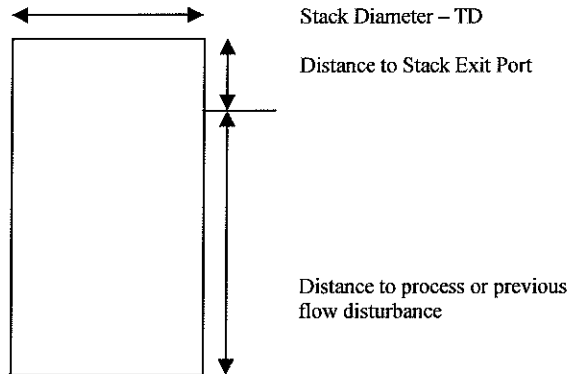 Stack Diameter – TD
Distance to Stack Exit Port
Distance to process or previous
flow disturbance